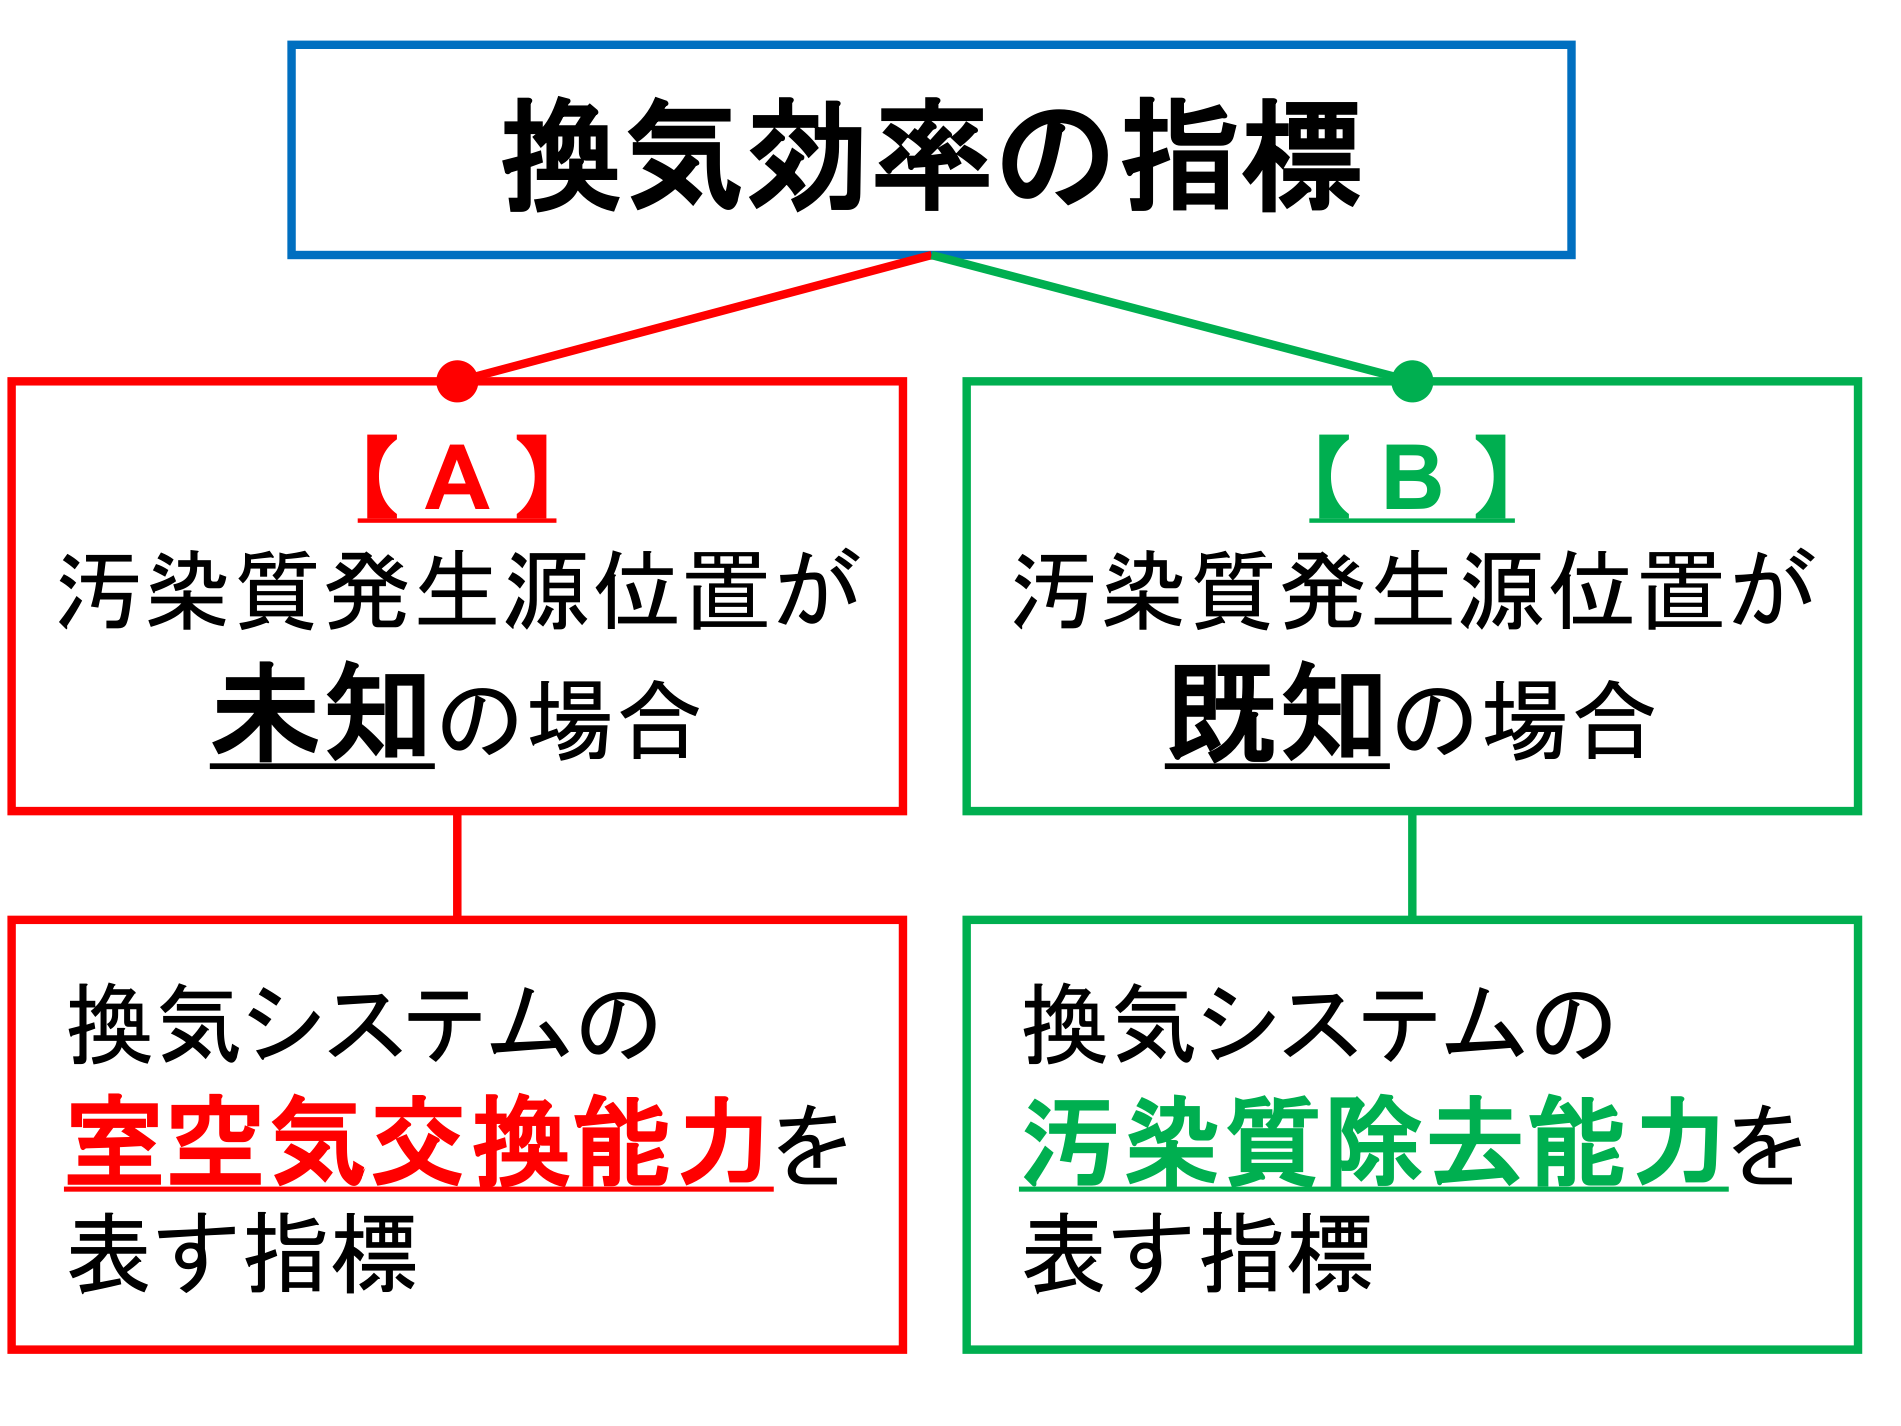 換気効率の指標
【 A 】
汚染質発生源位置が
未知の場合
換気システムの
室空気交換能力を
表す指標
【 B 】
汚染質発生源位置が
既知の場合
換気システムの
汚染質除去能力を
表す指標